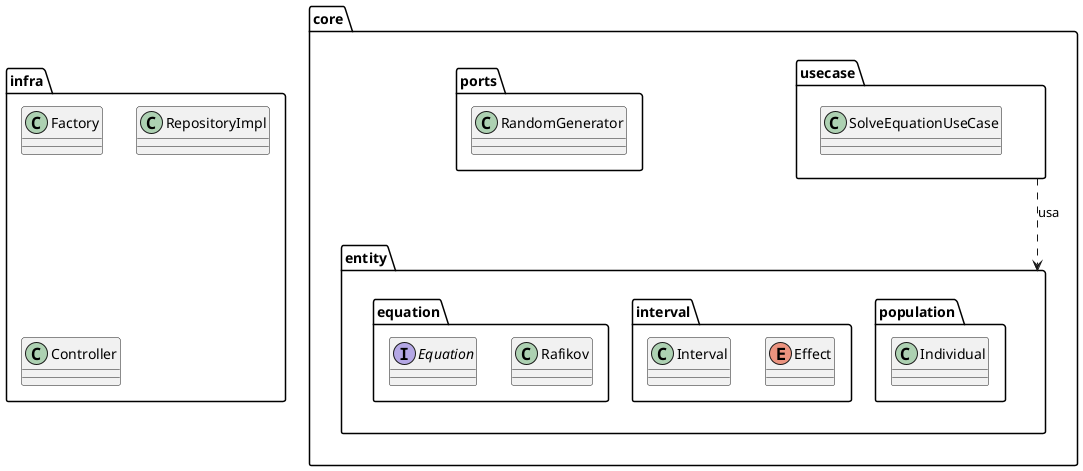 core
infra
ports
usecase
C Factory
C RepositoryImpl
C RandomGenerator
C SolveEquationUseCase
usa
entity
equation
interval
population
C Controller
I Equation
C Rafikov
C Interval
E Effect
C Individual